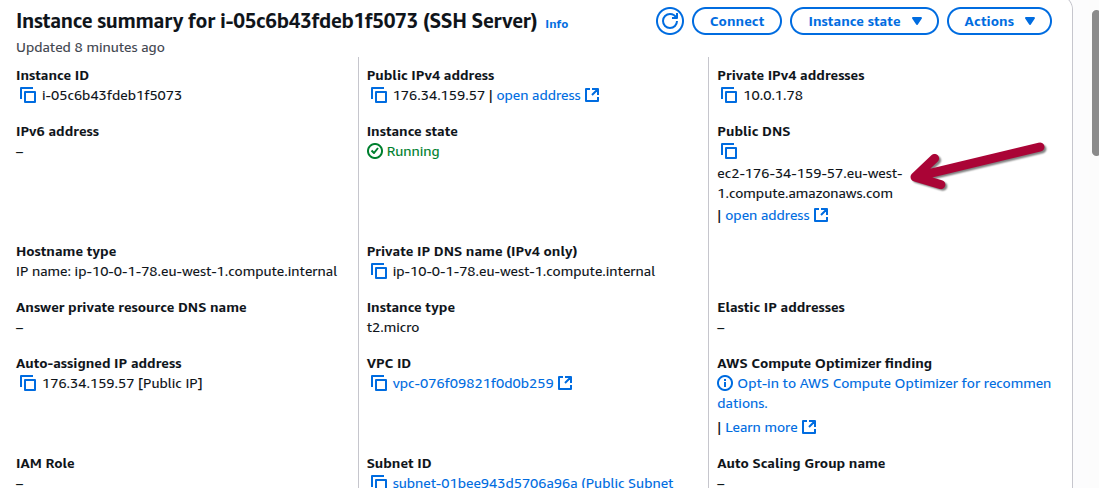 Instance summary for i-05c6b43fdeb1f5073 (SSH Server) Info
Connect
Instance state
Actions
Updated 8 minutes ago
Instance ID
i-05c6b43fdeb1f5073
Public IPv4 address
176.34.159.57 | open address
Private IPv4 addresses
10.0.1.78
IPv6 address
–
Instance state
Running
Public DNS
ec2-176-34-159-57.eu-west-
1.compute.amazonaws.com
| open address
Hostname type
IP name: ip-10-0-1-78.eu-west-1.compute.internal
Private IP DNS name (IPv4 only)
ip-10-0-1-78.eu-west-1.compute.internal
Answer private resource DNS name
–
Instance type
t2.micro
Elastic IP addresses
–
Auto-assigned IP address
176.34.159.57 [Public IP]
VPC ID
vpc-076f09821f0d0b259
AWS Compute Optimizer finding
Opt-in to AWS Compute Optimizer for recommen
dations.
| Learn more
IAM Role
–
Subnet ID
subnet-01bee943d5706a96a (Public Subnet
Auto Scaling Group name
–